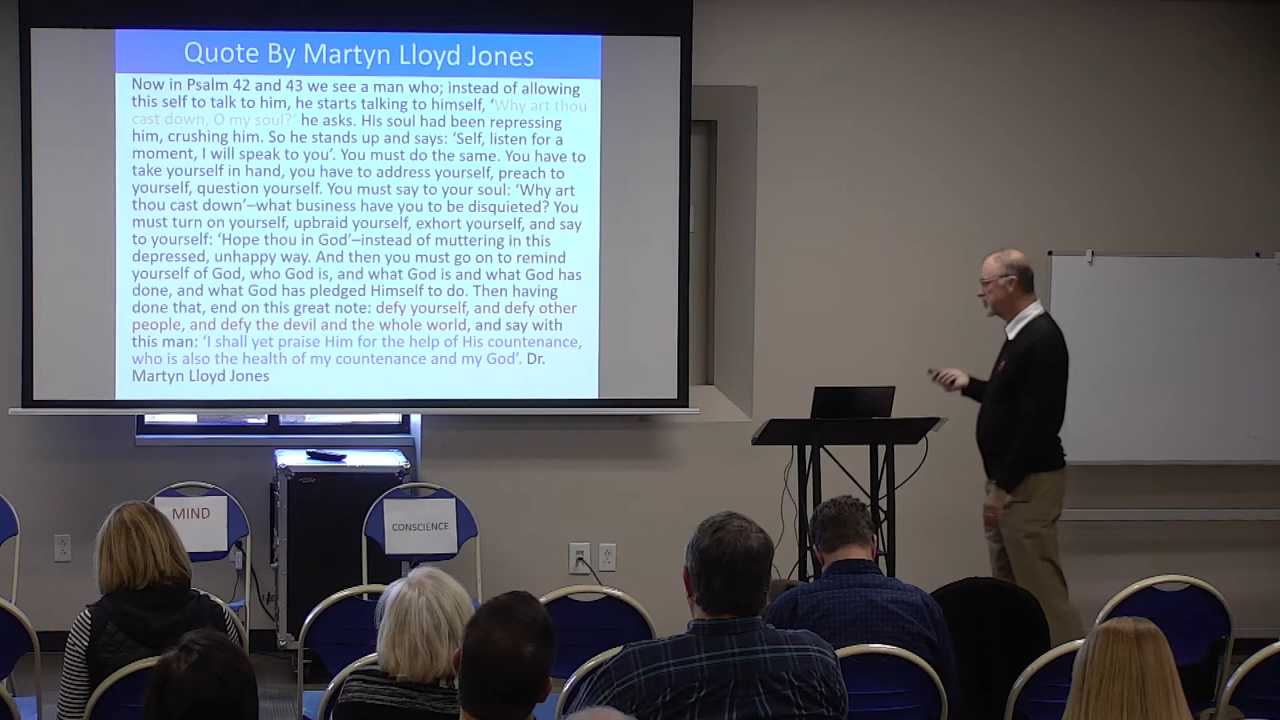 Quote By Martyn Lloyd Jones
Now in Psalm 42 and 43 we see a man who; instead of allowing
this self to talk to him, he starts talking to himself, ‘Why art thou
cast down, O my soul?’ he asks. His soul had been repressing
him, crushing him. So he stands up and says: ‘Self, listen for a
moment, I will speak to you’. You must do the same. You have to
take yourself in hand, you have to address yourself, preach to
yourself, question yourself. You must say to your soul: ‘Why art
thou cast down’–what business have you to be disquieted? You
must turn on yourself, upbraid yourself, exhort yourself, and say
to yourself: ‘Hope thou in God’–instead of muttering in this
depressed, unhappy way. And then you must go on to remind
yourself of God, who God is, and what God is and what God has
done, and what God has pledged Himself to do. Then having
done that, end on this great note: defy yourself, and defy other
people, and defy the devil and the whole world, and say with
this man: ‘I shall yet praise Him for the help of His countenance,
who is also the health of my countenance and my God’. Dr.
Martyn Lloyd Jones
MIND
CONSCIENCE